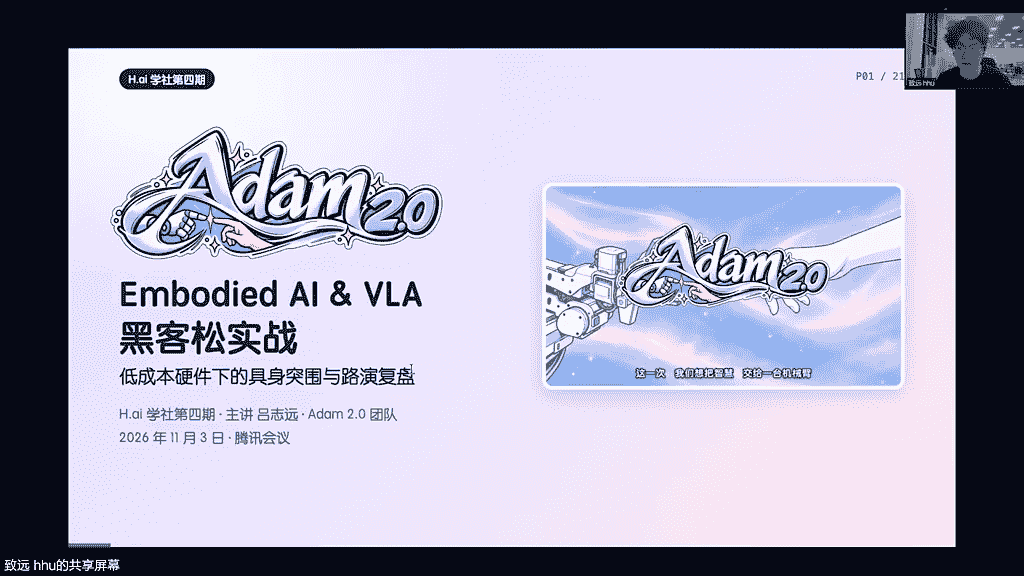 H.ai 学社第四期
P01 / 21
致远 hhu
Adam 2.0
Adam 2.0
Embodied AI & VLA
黑客松实战
低成本硬件下的具身突围与路演复盘
这一次 我们想把智慧 交给一台机械臂
H.ai 学社第四期 · 主讲 吕志远 · Adam 2.0 团队
2026 年 11 月 3 日 · 腾讯会议
致远 hhu的共享屏幕